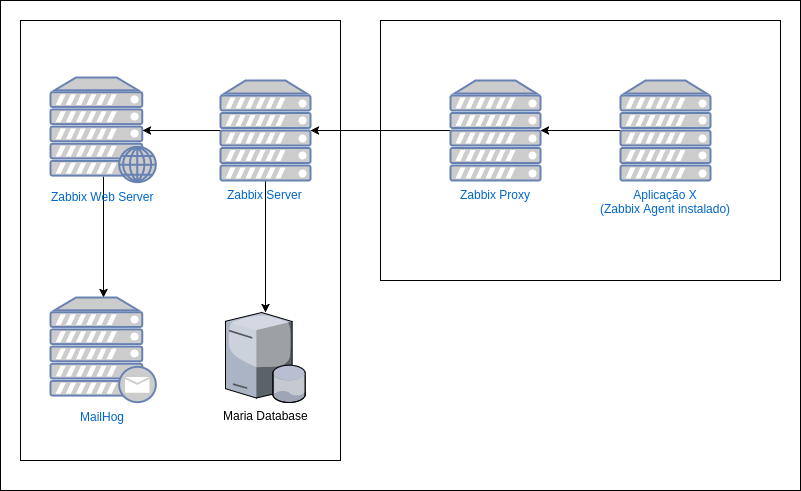 Zabbix Web Server
Zabbix Server
Zabbix Proxy
Aplicação X
(Zabbix Agent instalado)
MailHog
Maria Database